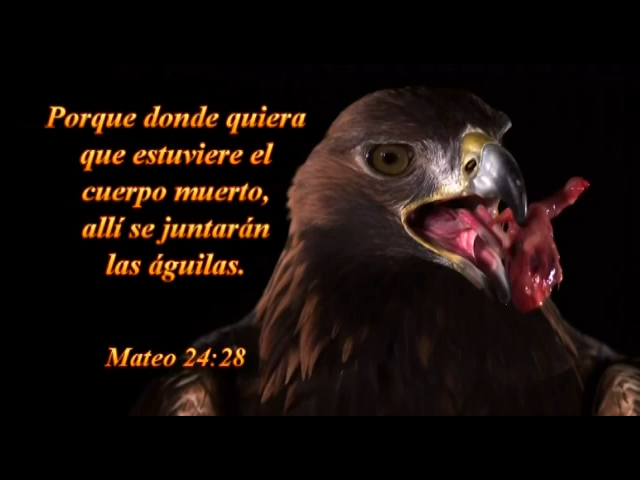 Porque donde quiera
que estuviere el
cuerpo muerto,
allí se juntarán
las águilas.
Mateo 24:28